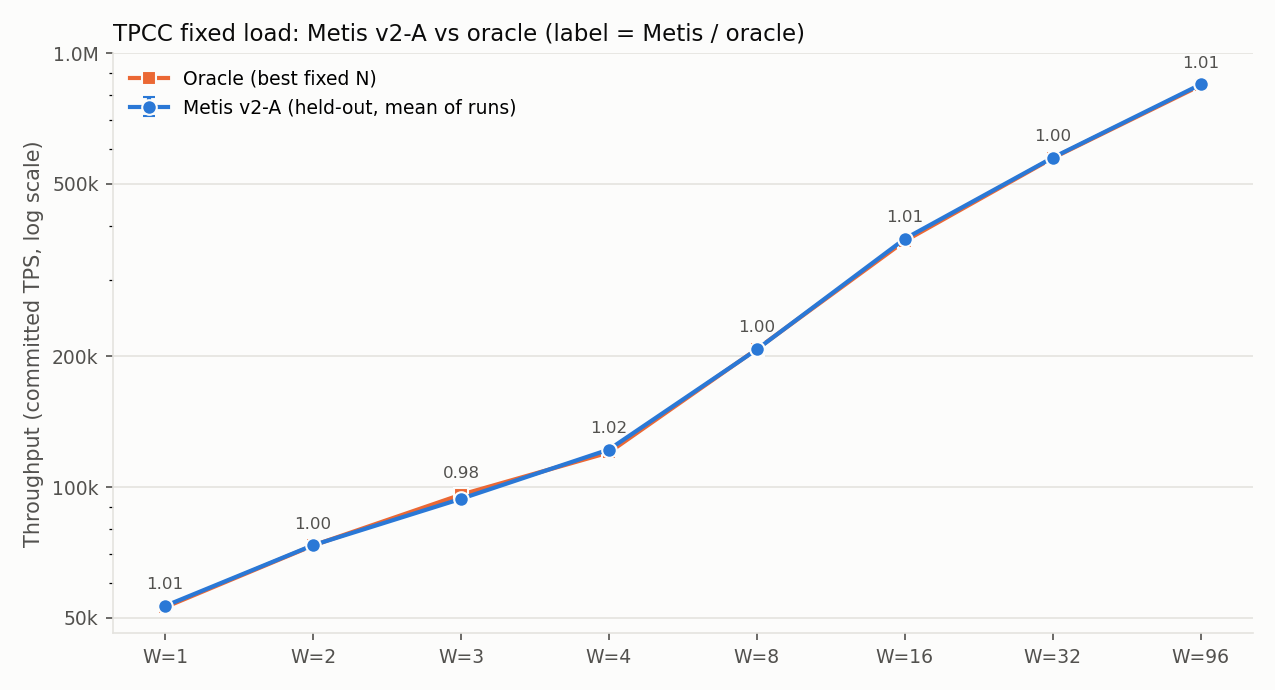 TPCC fixed load: Metis v2-A vs oracle (label = Metis / oracle)
Throughput (committed TPS, log scale)
1.0M
500k
200k
100k
50k
Oracle (best fixed N)
Metis v2-A (held-out, mean of runs)
1.01
1.00
0.98
1.02
1.00
1.01
1.00
1.01
W=1 W=2 W=3 W=4 W=8 W=16 W=32 W=96